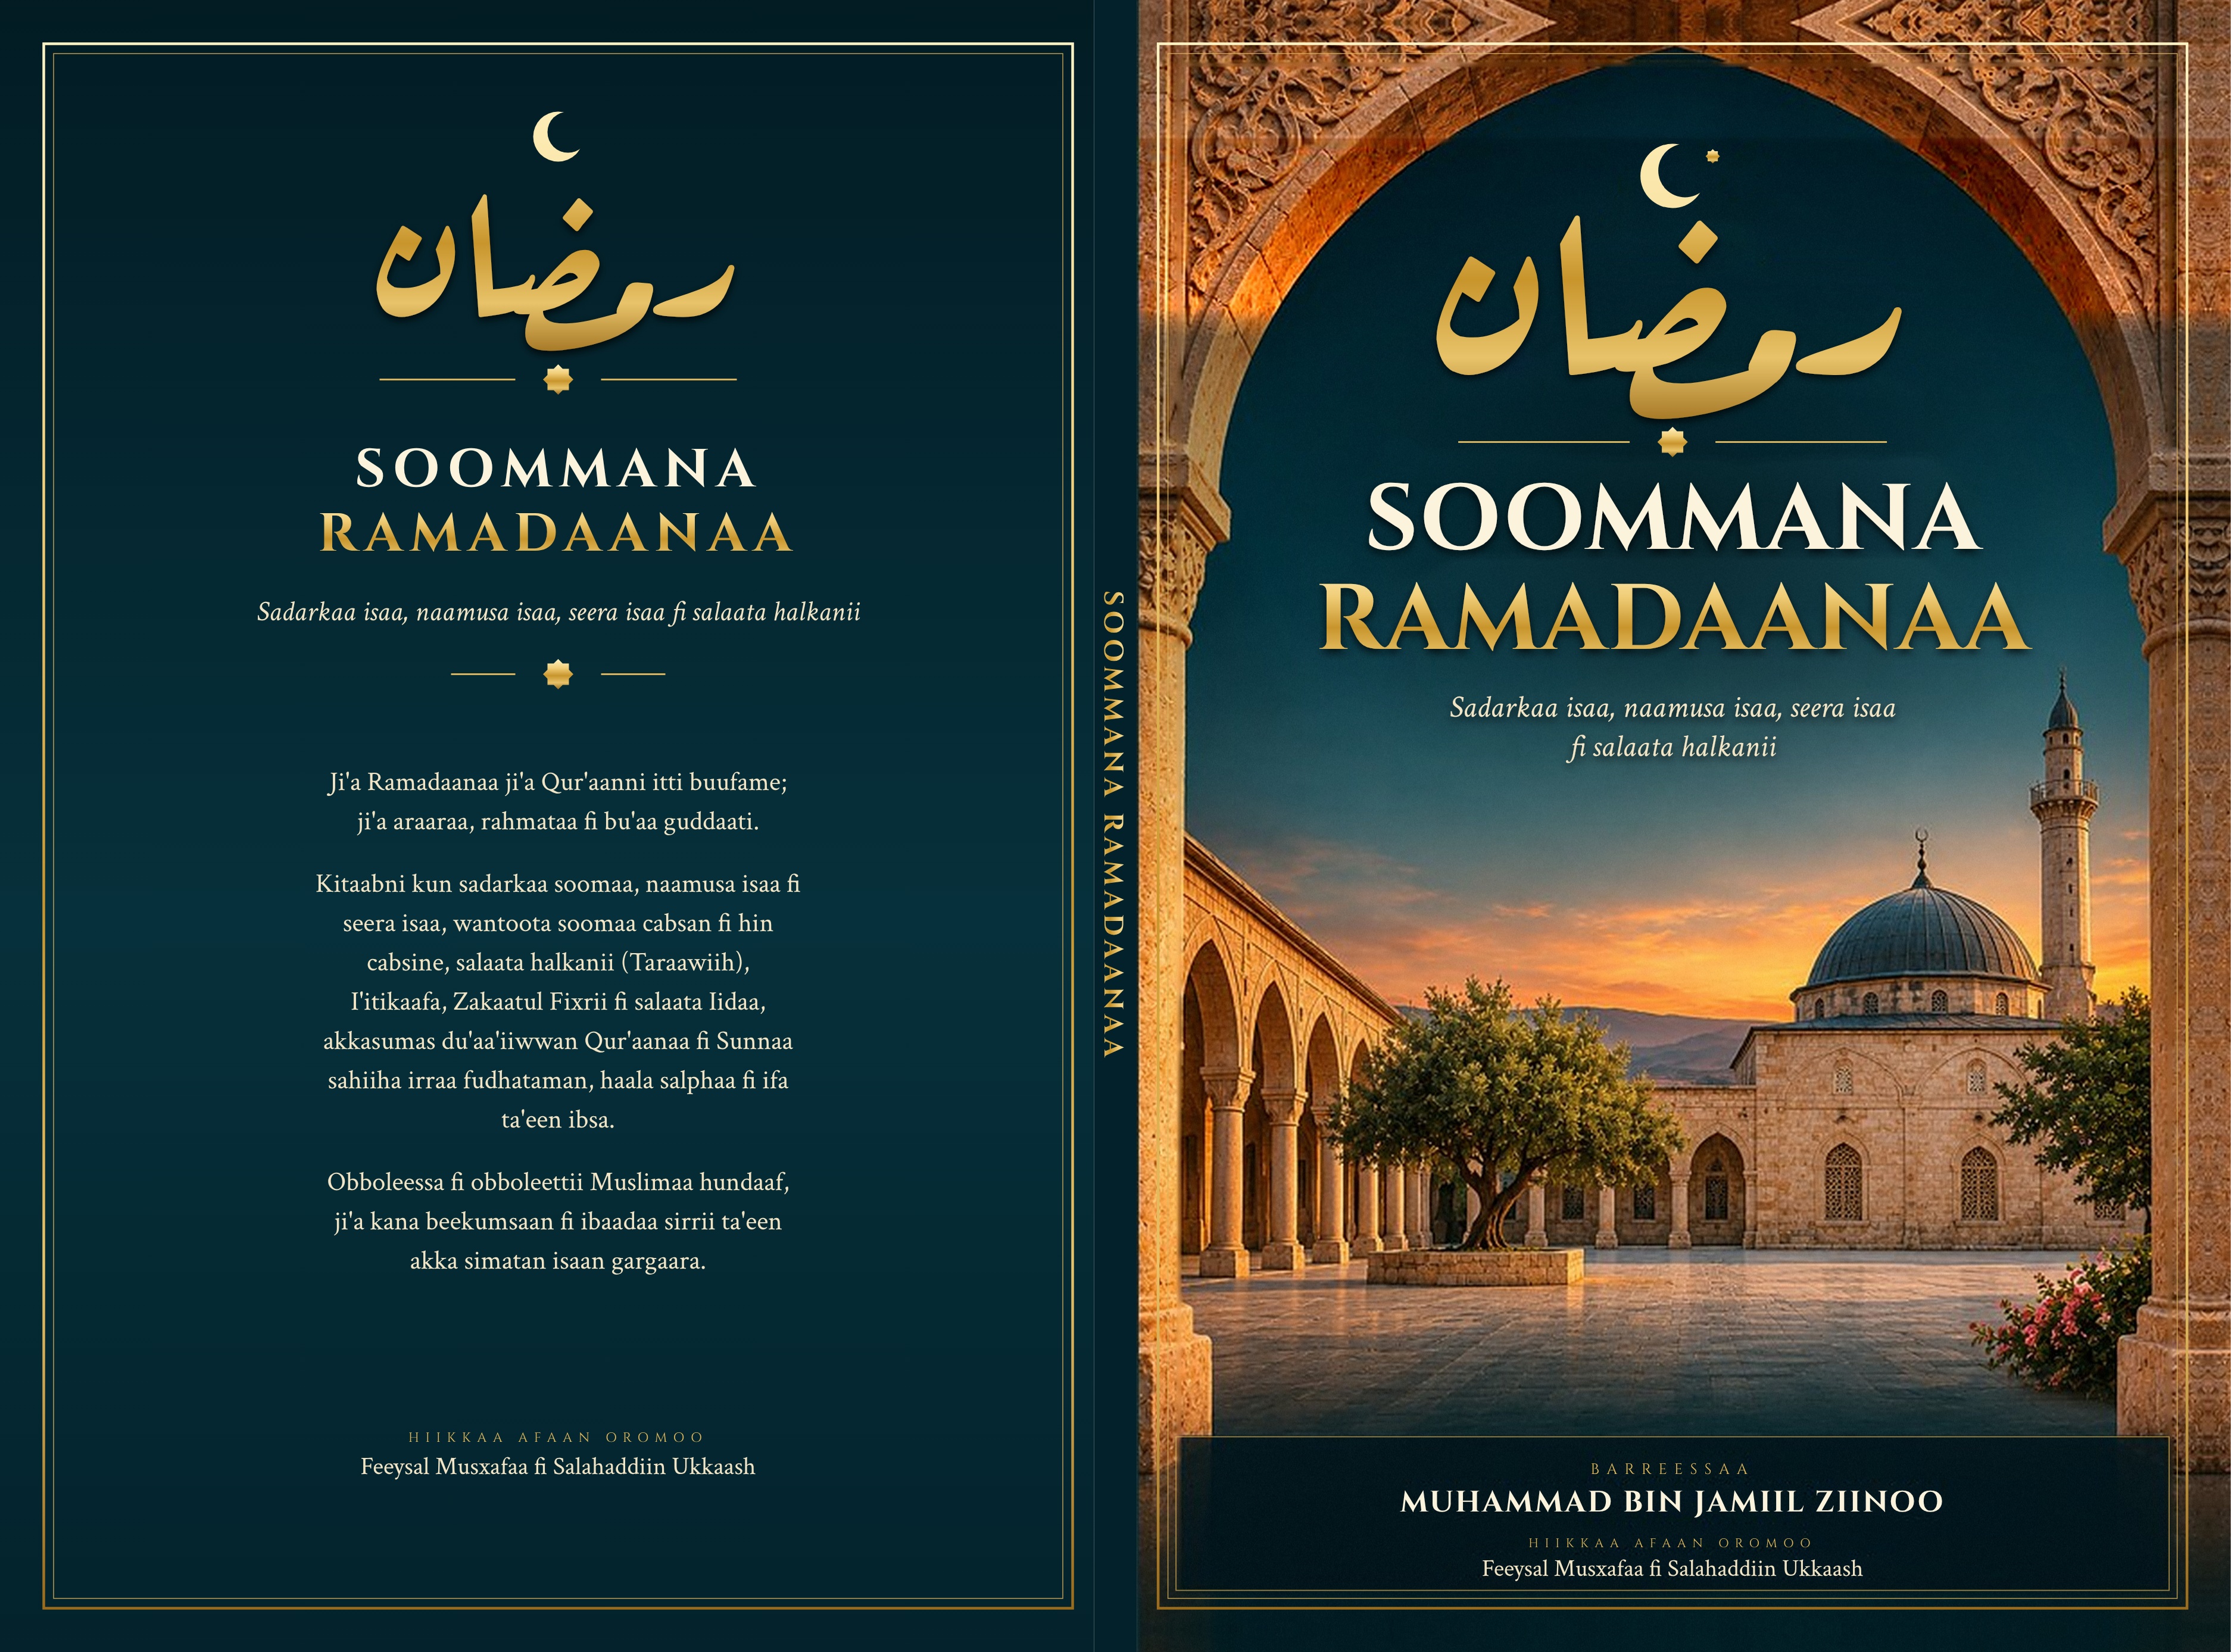 رمضان
SOOMMANA
RAMADAANAA
Sadarkaa isaa, naamusa isaa, seera isaa fi salaata halkanii
Ji'a Ramadaanaa ji'a Qur'aanni itti buufame;
ji'a araaraa, rahmataa fi bu'aa guddaati.
Kitaabni kun sadarkaa soomaa, naamusa isaa fi
seera isaa, wantoota soomaa cabsan fi hin
cabsine, salaata halkanii (Taraawiih),
I'itikaafa, Zakaatul Fixrii fi salaata Iidaa,
akkasumas du'aa'iiwwan Qur'aanaa fi Sunnaa
sahiiha irraa fudhataman, haala salphaa fi ifa
ta'een ibsa.
Obboleessa fi obboleettii Muslimaa hundaaf,
ji'a kana beekumsaan fi ibaadaa sirrii ta'een
akka simatan isaan gargaara.
HIIKKAA AFAAN OROMOO
Feeysal Musxafaa fi Salahaddiin Ukkaash
SOOMMANA RAMADAANAA
رمضان
SOOMMANA
RAMADAANAA
Sadarkaa isaa, naamusa isaa, seera isaa
fi salaata halkanii
BARREESSAA
MUHAMMAD BIN JAMIIL ZIINOO
HIIKKAA AFAAN OROMOO
Feeysal Musxafaa fi Salahaddiin Ukkaash